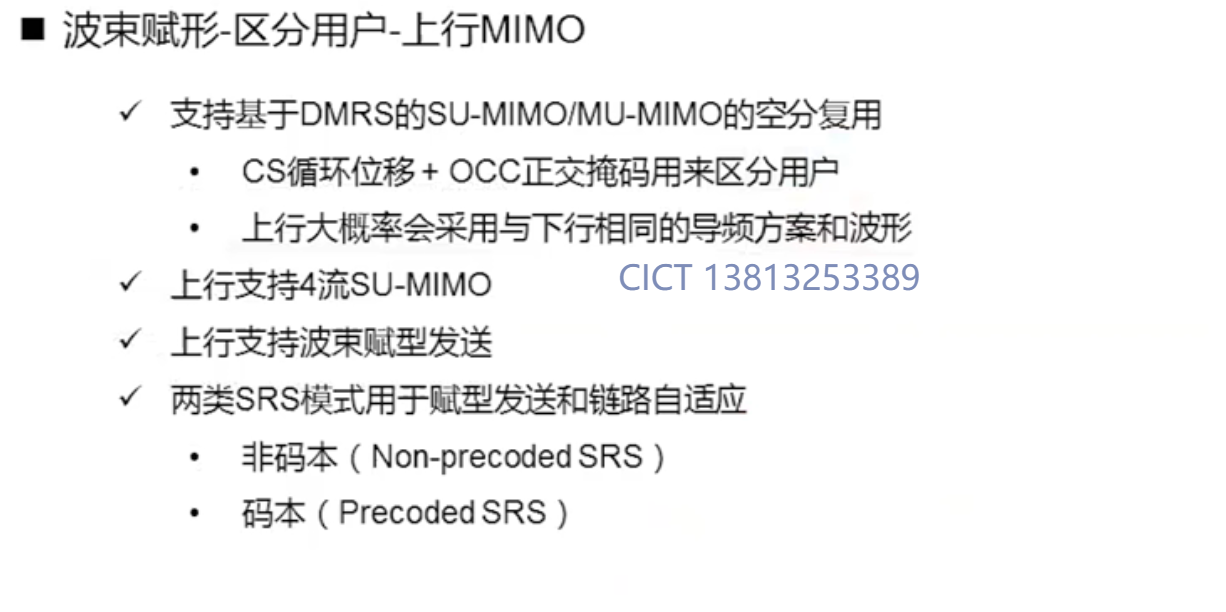 ■ 波束赋形-区分用户-上行MIMO
✓ 支持基于DMRS的SU-MIMO/MU-MIMO的空分复用
• CS循环位移 + OCC正交掩码用来区分用户
• 上行大概率会采用与下行相同的导频方案和波形
✓ 上行支持4流SU-MIMO
CICT 13813253389
✓ 上行支持波束赋型发送
✓ 两类SRS模式用于赋型发送和链路自适应
• 非码本（Non-precoded SRS）
• 码本（Precoded SRS）